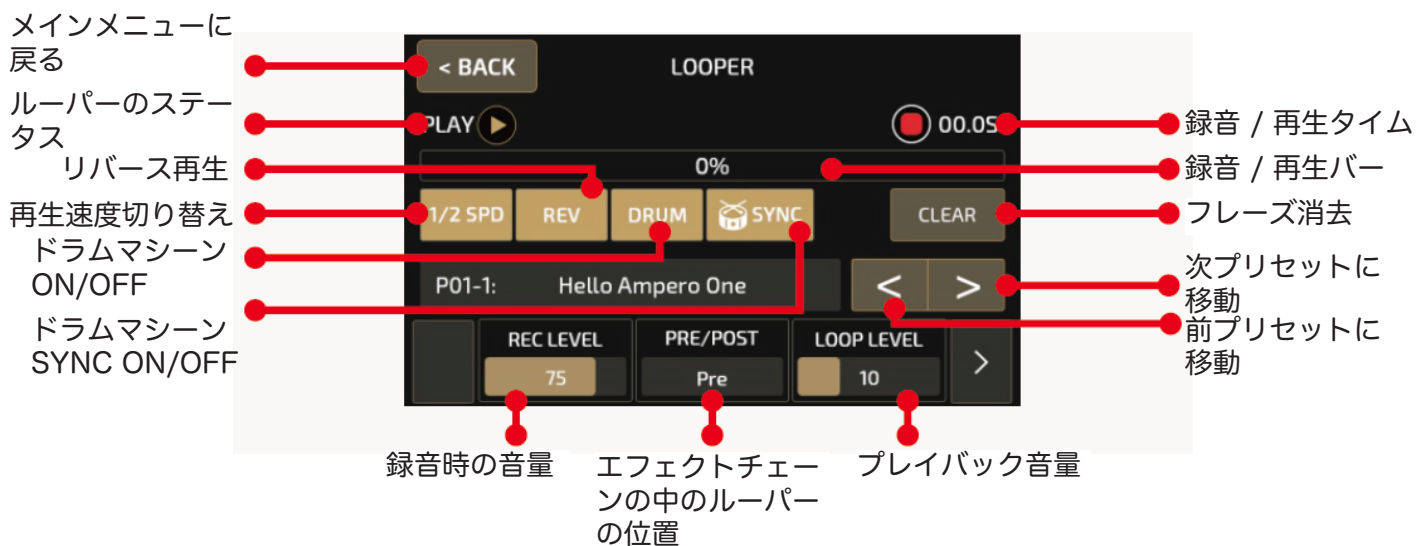 メインメニューに
戻る
ルーパーのステー
タス
リバース再生
再生速度切り替え
ドラムマシーン
ON/OFF
ドラムマシーン
SYNC ON/OFF
< BACK
LOOPER
PLAY
00.0S
0%
1/2 SPD
REV
DRUM
SYNC
CLEAR
P01-1: Hello Ampero One
<
>
REC LEVEL
75
PRE/POST
Pre
LOOP LEVEL
10
>
録音 / 再生タイム
録音 / 再生バー
フレーズ消去
次プリセットに
移動
前プリセットに
移動
録音時の音量
エフェクトチェー
ンの中のルーパー
の位置
プレイバック音量